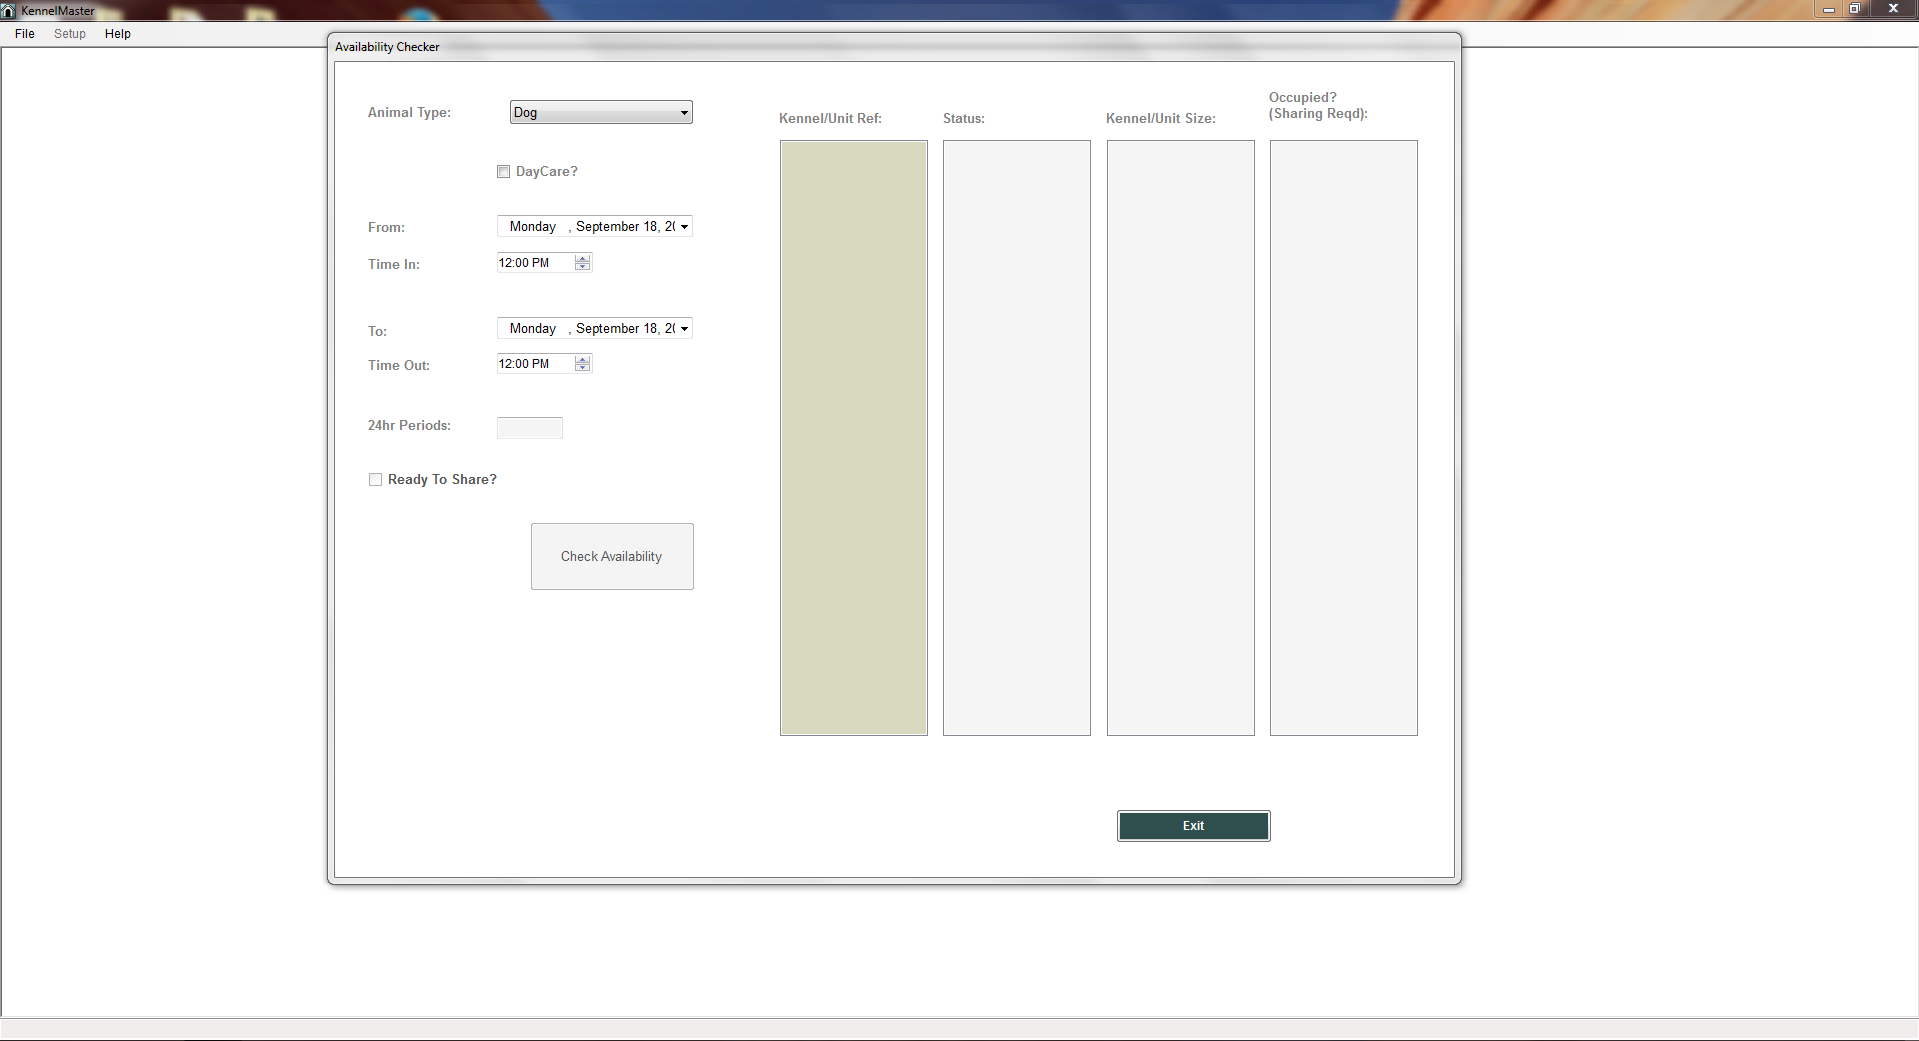 KennelMaster
File Setup Help
Availability Checker
Animal Type: Dog
DayCare?
From: Monday , September 18, 20
Time In: 12:00 PM
To: Monday , September 18, 20
Time Out: 12:00 PM
24hr Periods:
Ready To Share?
Check Availability
Kennel/Unit Ref: Status: Kennel/Unit Size: Occupied?
(Sharing Reqd):
Exit